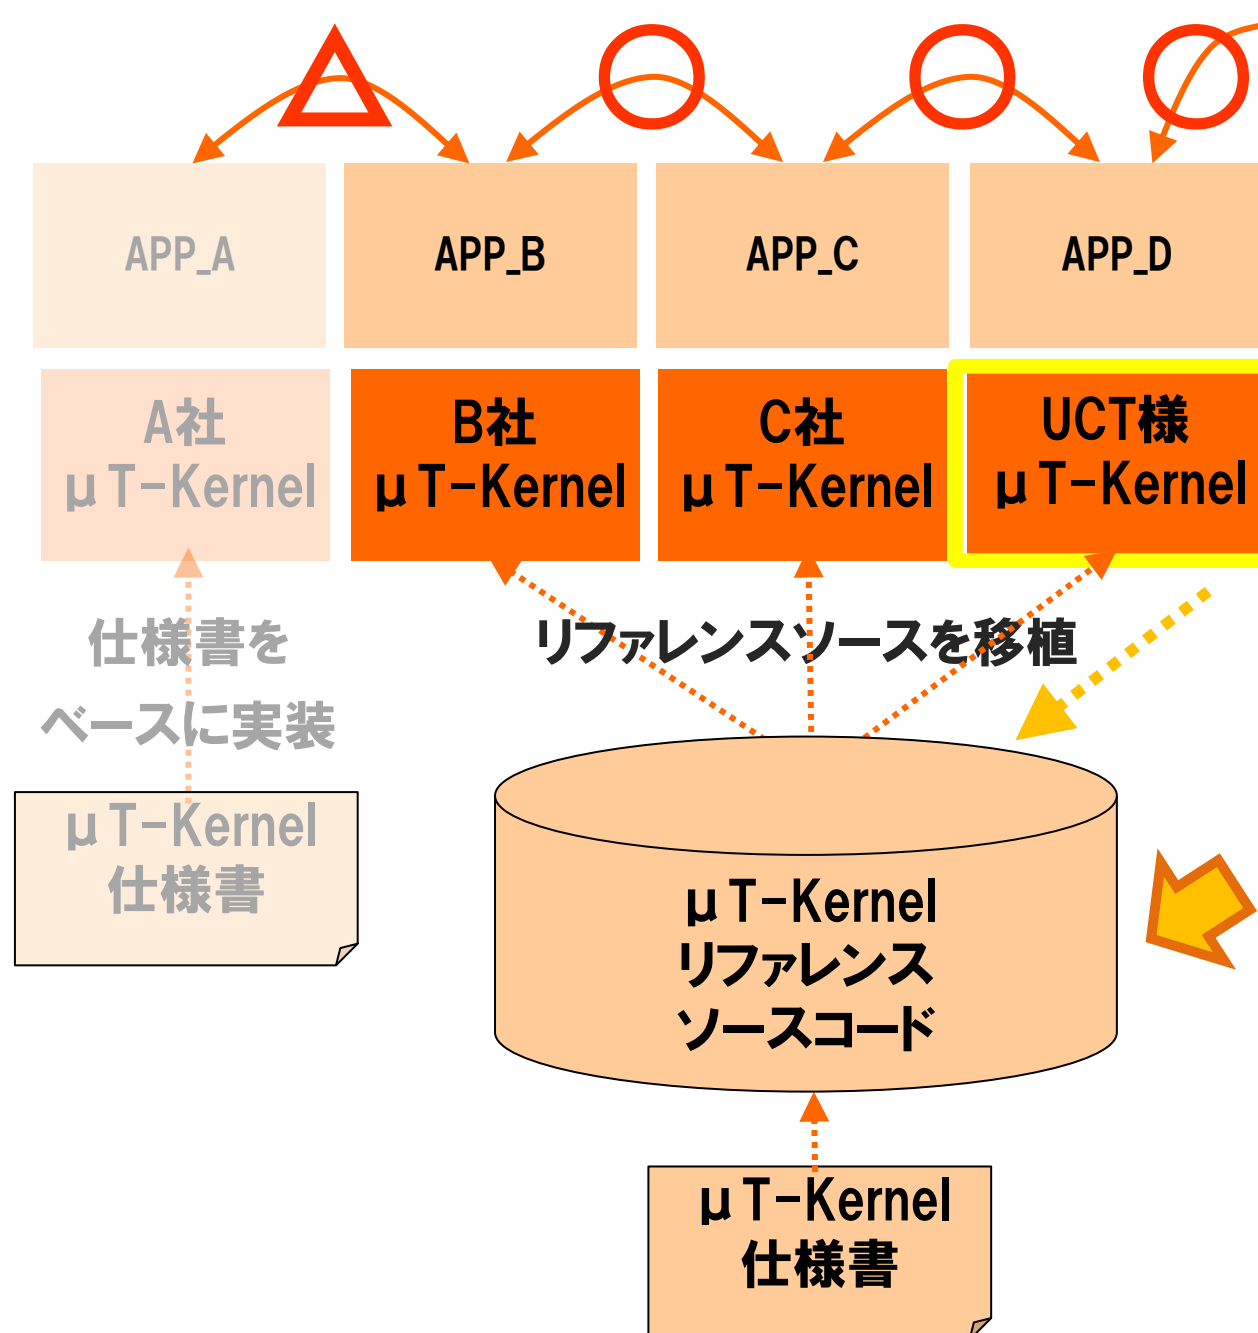 APP_A
APP_B
APP_C
APP_D
A社
μT-Kernel
B社
μT-Kernel
C社
μT-Kernel
UCT様
μT-Kernel
仕様書を
ベースに実装
リファレンスソースを移植
μT-Kernel
仕様書
μT-Kernel
リファレンス
ソースコード
μT-Kernel
仕様書